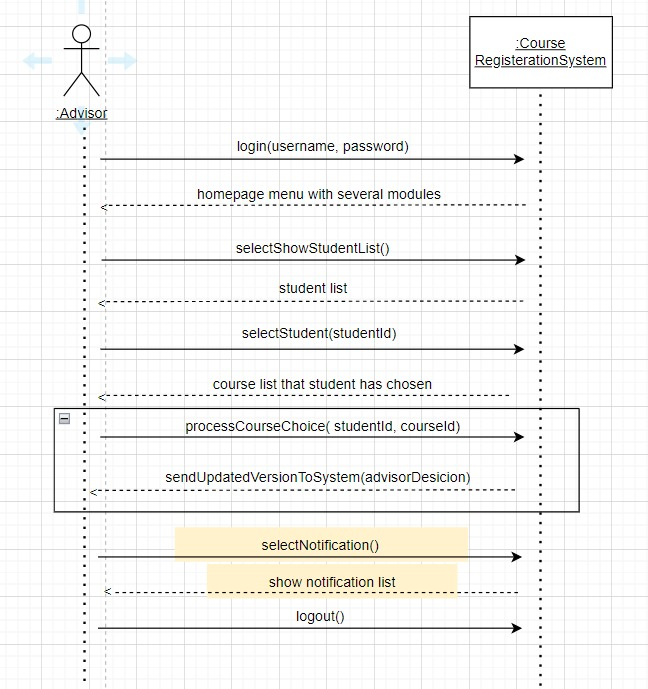 :Course
RegisterationSystem
:Advisor
login(username, password)
homepage menu with several modules
selectShowStudentList()
student list
selectStudent(studentId)
course list that student has chosen
processCourseChoice( studentId, courseId)
sendUpdatedVersionToSystem(advisorDesicion)
selectNotification()
show notification list
logout()